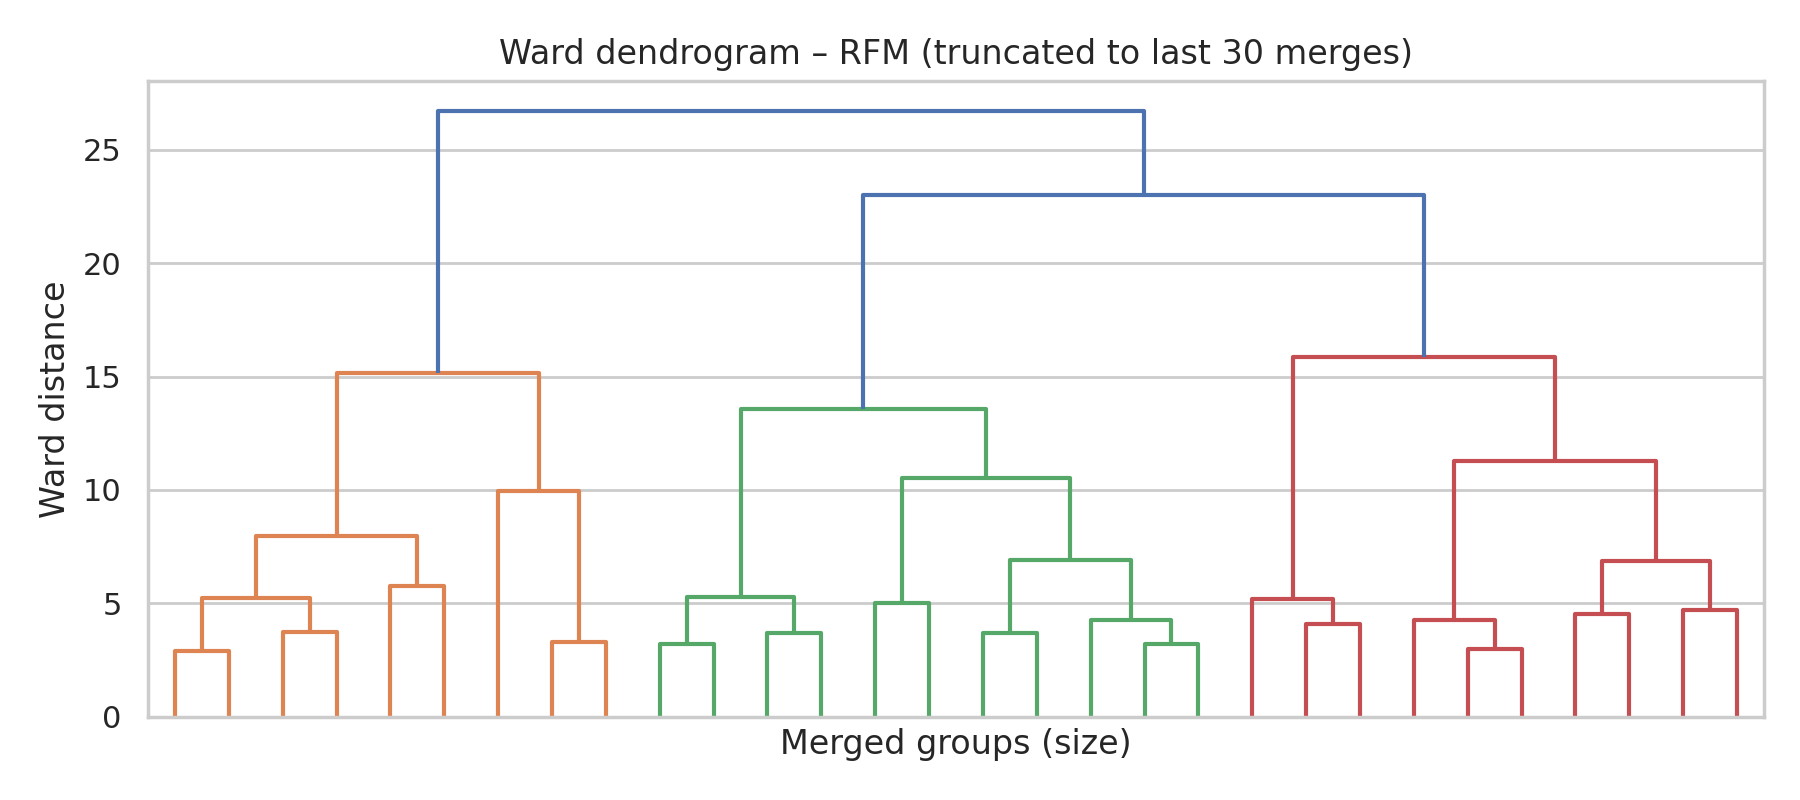 Ward dendrogram – RFM (truncated to last 30 merges)
Ward distance
25
20
15
10
5
0
Merged groups (size)